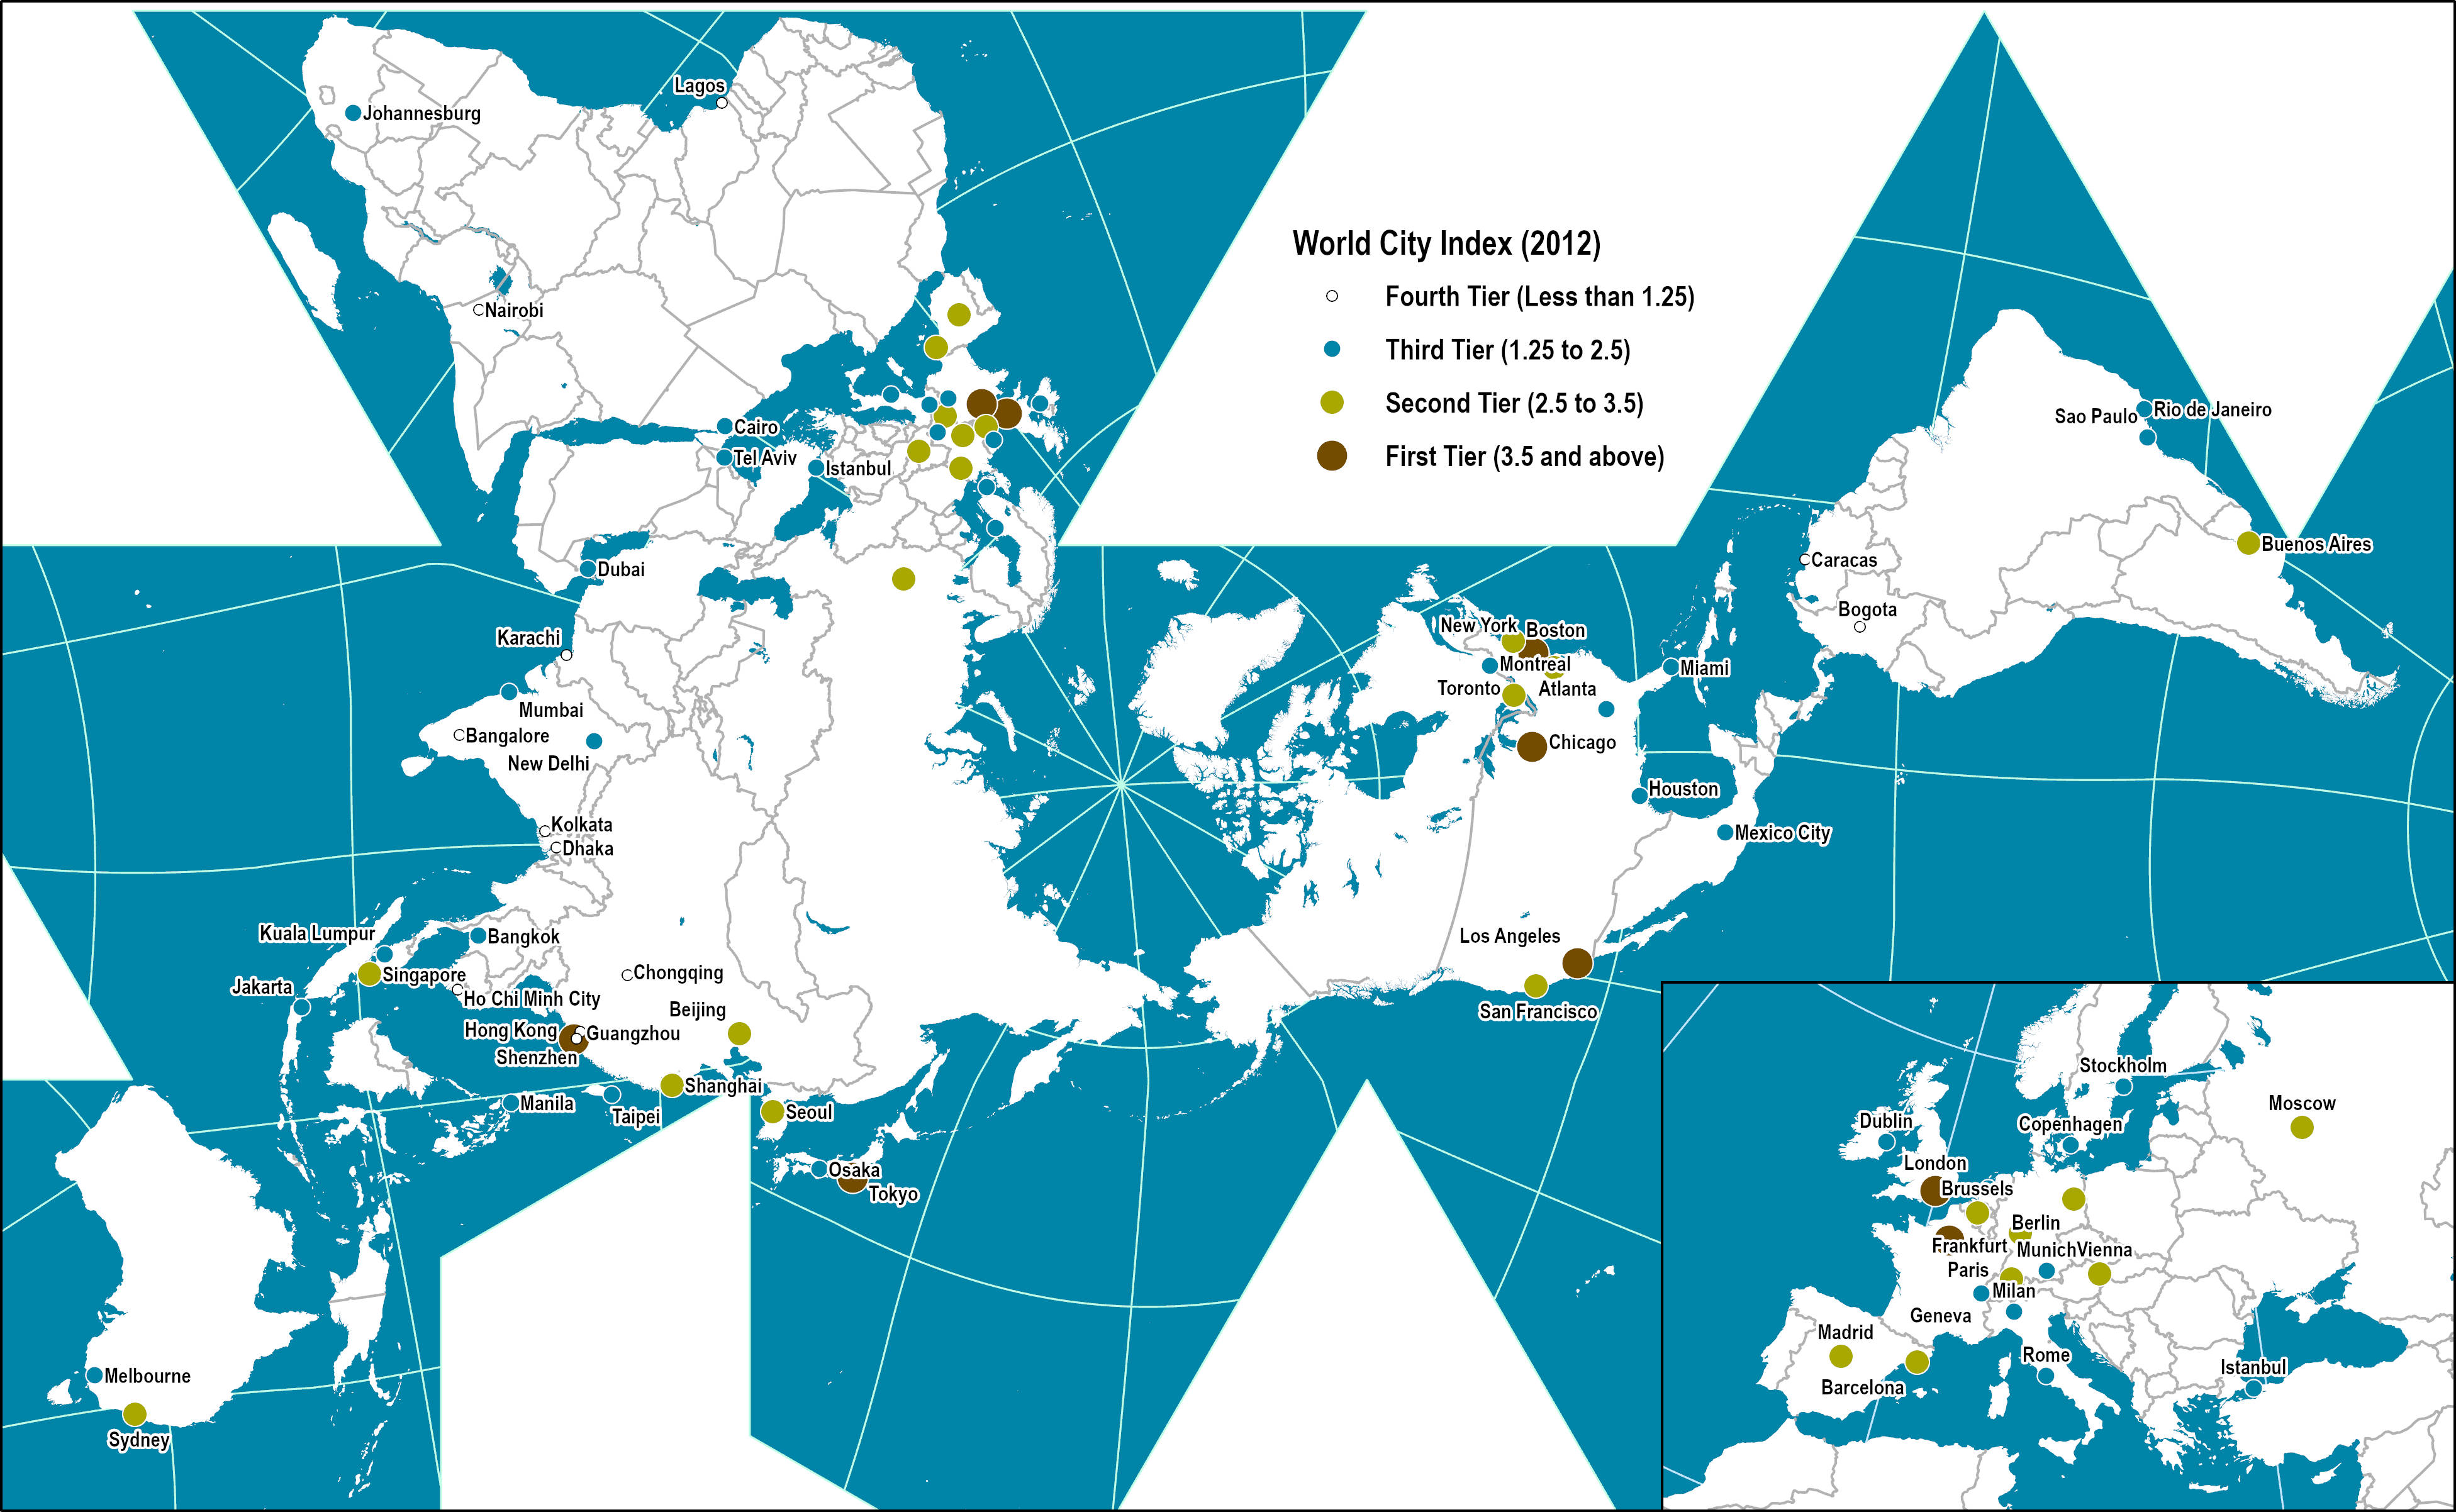 Lagos
Johannesburg
World City Index (2012)
Fourth Tier (Less than 1.25)
Nairobi
Third Tier (1.25 to 2.5)
Second Tier (2.5 to 3.5)
Rio de Janeiro
Sao Paulo
Cairo
Tel Aviv
First Tier (3.5 and above)
Istanbul
Buenos Aires
Caracas
Dubai
Bogota
New York
Boston
Karachi
Montreal
Miami
Toronto
Atlanta
Mumbai
Bangalore
Chicago
New Delhi
Houston
Kolkata
Mexico City
Dhaka
Kuala Lumpur
Bangkok
Los Angeles
Chongqing
Singapore
Jakarta
Ho Chi Minh City
Beijing
San Francisco
Hong Kong
Guangzhou
Shenzhen
Shanghai
Manila
Taipei
Seoul
Osaka
Tokyo
Melbourne
Sydney
Stockholm
Moscow
Dublin
Copenhagen
London
Brussels
Berlin
Frankfurt
Munich
Vienna
Paris
Milan
Geneva
Madrid
Rome
Istanbul
Barcelona